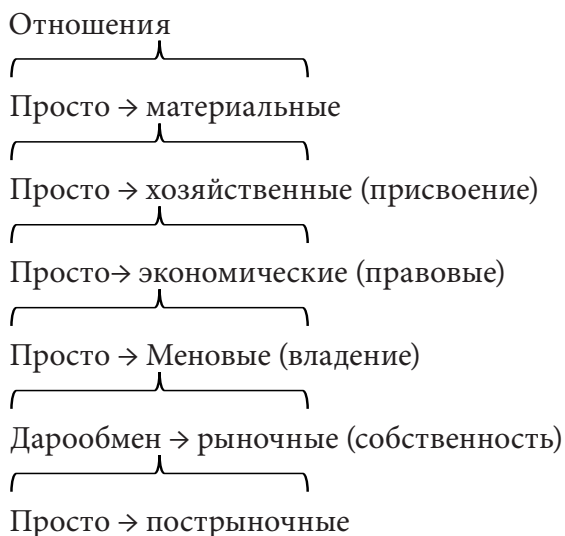 Отношения
Просто → материальные
Просто → хозяйственные (присвоение)
Просто→ экономические (правовые)
Просто → Меновые (владение)
Дарообмен → рыночные (собственность)
Просто → пострыночные